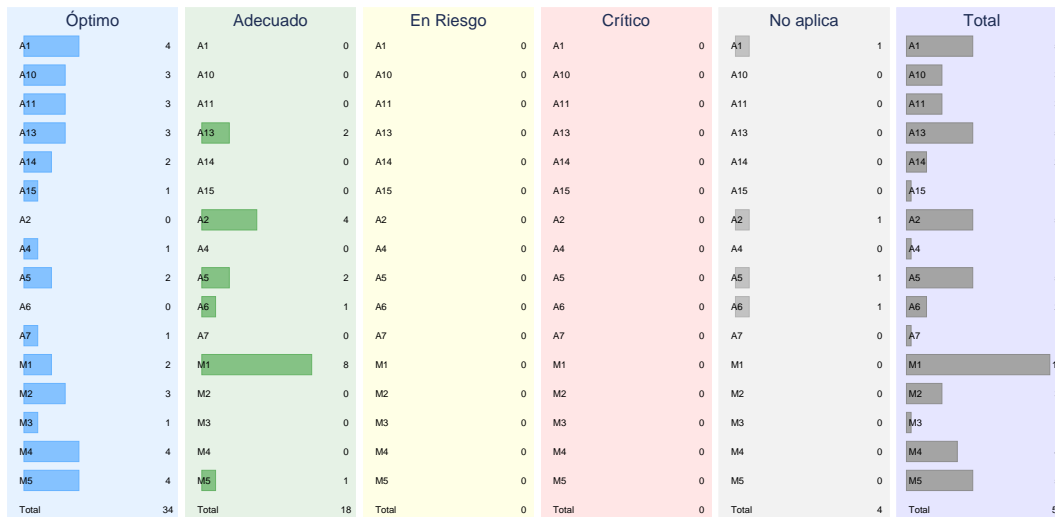 Óptimo Adecuado En Riesgo Crítico No aplica Total
A1 4 A1 0 A1 0 A1 0 A1 1 A1
A10 3 A10 0 A10 0 A10 0 A10 0 A10
A11 3 A11 0 A11 0 A11 0 A11 0 A11
A13 3 A13 2 A13 0 A13 0 A13 0 A13
A14 2 A14 0 A14 0 A14 0 A14 0 A14
A15 1 A15 0 A15 0 A15 0 A15 0 A15
A2 0 A2 4 A2 0 A2 0 A2 1 A2
A4 1 A4 0 A4 0 A4 0 A4 0 A4
A5 2 A5 2 A5 0 A5 0 A5 1 A5
A6 0 A6 1 A6 0 A6 0 A6 1 A6
A7 1 A7 0 A7 0 A7 0 A7 0 A7
M1 2 M1 8 M1 0 M1 0 M1 0 M1 1
M2 3 M2 0 M2 0 M2 0 M2 0 M2
M3 1 M3 0 M3 0 M3 0 M3 0 M3
M4 4 M4 0 M4 0 M4 0 M4 0 M4
M5 4 M5 1 M5 0 M5 0 M5 0 M5
Total 34 Total 18 Total 0 Total 0 Total 4 Total 5